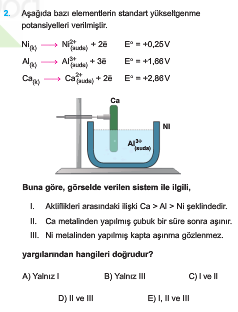 2. Aşağıda bazı elementlerin standart yükseltgenme
potansiyelleri verilmiştir.
Ni(k) → Ni²⁺(suda) + 2ē E° = +0,25V
Al(k) → Al³⁺(suda) + 3ē E° = +1,66V
Ca(k) → Ca²⁺(suda) + 2ē E° = +2,86V
Ca
Ni
Al³⁺(suda)
Buna göre, görselde verilen sistem ile ilgili,
I. Aktiflikleri arasındaki ilişki Ca > Al > Ni şeklindedir.
II. Ca metalinden yapılmış çubuk bir süre sonra aşınır.
III. Ni metalinden yapılmış kapta aşınma gözlenmez.
yargılarından hangileri doğrudur?
A) Yalnız I B) Yalnız III C) I ve II
D) II ve III E) I, II ve III